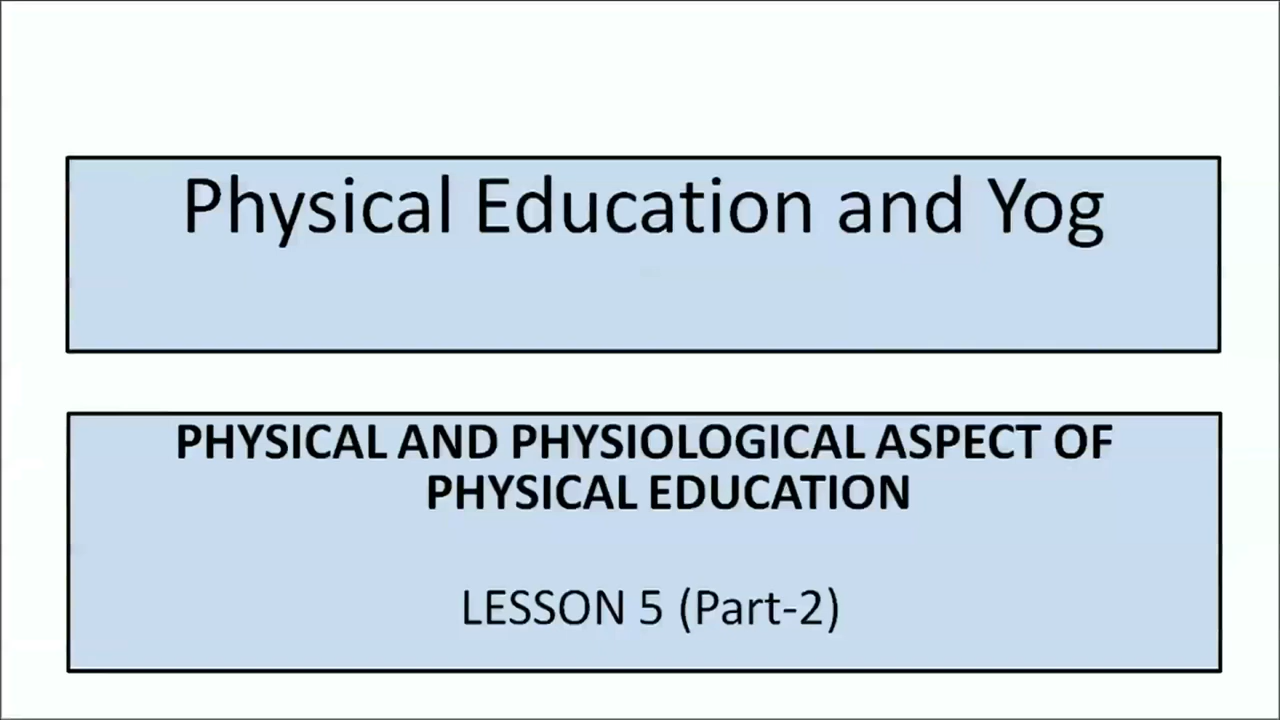 Physical Education and Yog
PHYSICAL AND PHYSIOLOGICAL ASPECT OF
PHYSICAL EDUCATION
LESSON 5 (Part-2)